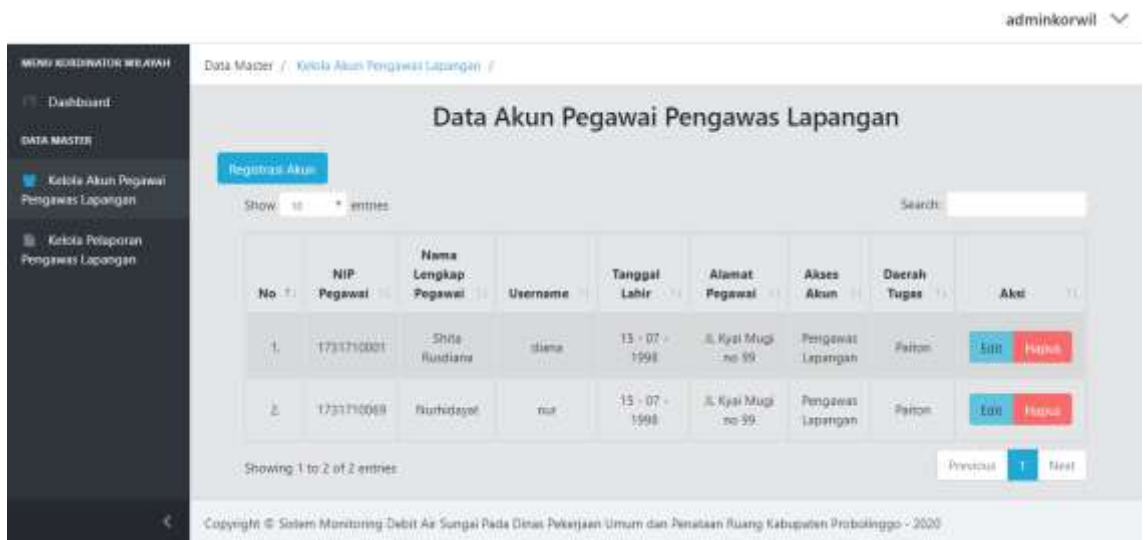 adminkorwil
MENU KORDINATOR WILAYAH
Data Master / Kelola Akun Pengawas Lapangan /
Dashboard
DATA MASTER
Kelola Akun Pegawai
Pengawas Lapangan
Kelola Pelaporan
Pengawas Lapangan
Data Akun Pegawai Pengawas Lapangan
Registrasi Akun
Show 10 entries
Search:
No NIP Pegawai Nama Lengkap Pegawai Username Tanggal Lahir Alamat Pegawai Akses Akun Daerah Tugas Aksi
1. 1731710001 Shita Rusdiana diana 15 - 07 - 1998 JL Kyai Mugi no 99 Pengawas Lapangan Paiton Edit Hapus
2. 1731710069 Nurhidayat nur 15 - 07 - 1998 JL Kyai Mugi no 99 Pengawas Lapangan Paiton Edit Hapus
Showing 1 to 2 of 2 entries
Previous 1 Next
Copyright © Sistem Monitoring Debit Air Sungai Pada Dinas Pekerjaan Umum dan Penataan Ruang Kabupaten Probolinggo - 2020